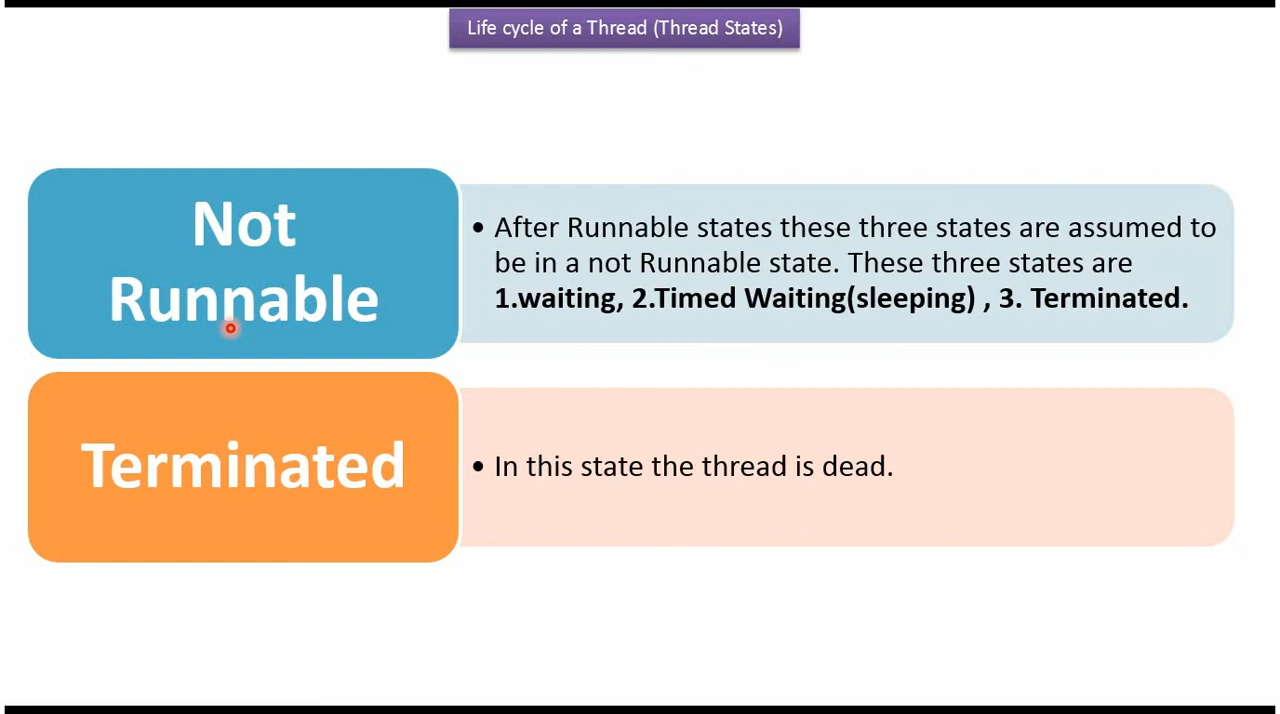 Life cycle of a Thread (Thread States)
Not
Runnable
• After Runnable states these three states are assumed to
be in a not Runnable state. These three states are
1.waiting, 2.Timed Waiting(sleeping) , 3. Terminated.
Terminated
• In this state the thread is dead.